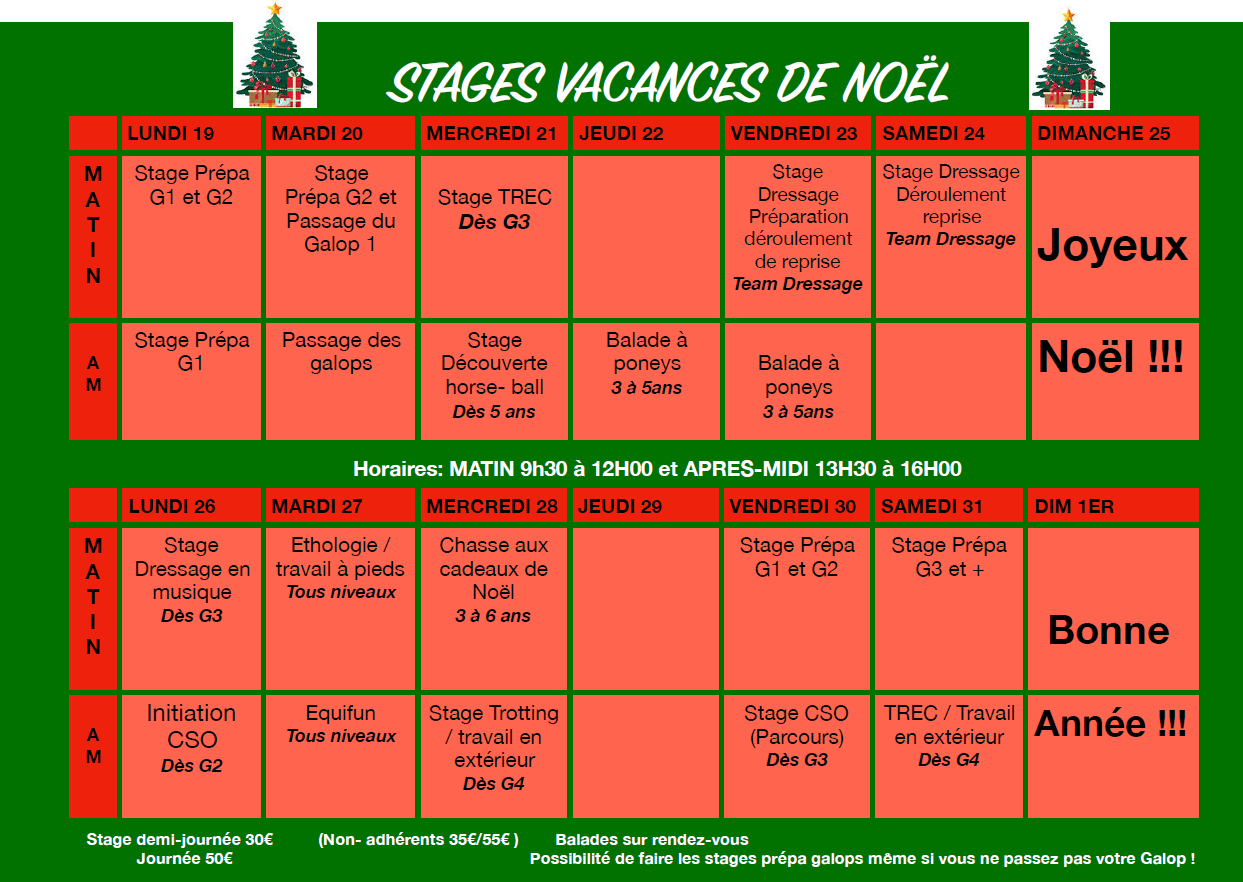 STAGES VACANCES DE NOËL
LUNDI 19
MARDI 20
MERCREDI 21
JEUDI 22
VENDREDI 23
SAMEDI 24
DIMANCHE 25
M
A
T
I
N
Stage Prépa
G1 et G2
Stage
Prépa G2 et
Passage du
Galop 1
Stage TREC
Dès G3
Stage
Dressage
Préparation
déroulement
de reprise
Team Dressage
Stage Dressage
Déroulement
reprise
Team Dressage
Joyeux
A
M
Stage Prépa
G1
Passage des
galops
Stage
Découverte
horse- ball
Dès 5 ans
Balade à
poneys
3 à 5ans
Balade à
poneys
3 à 5ans
Noël !!!
Horaires: MATIN 9h30 à 12H00 et APRES-MIDI 13H30 à 16H00
LUNDI 26
MARDI 27
MERCREDI 28
JEUDI 29
VENDREDI 30
SAMEDI 31
DIM 1ER
M
A
T
I
N
Stage
Dressage en
musique
Dès G3
Ethologie /
travail à pieds
Tous niveaux
Chasse aux
cadeaux de
Noël
3 à 6 ans
Stage Prépa
G1 et G2
Stage Prépa
G3 et +
Bonne
A
M
Initiation
CSO
Dès G2
Equifun
Tous niveaux
Stage Trotting
/ travail en
extérieur
Dès G4
Stage CSO
(Parcours)
Dès G3
TREC / Travail
en extérieur
Dès G4
Année !!!
Stage demi-journée 30€ (Non- adhérents 35€/55€ ) Balades sur rendez-vous
Journée 50€ Possibilité de faire les stages prépa galops même si vous ne passez pas votre Galop !